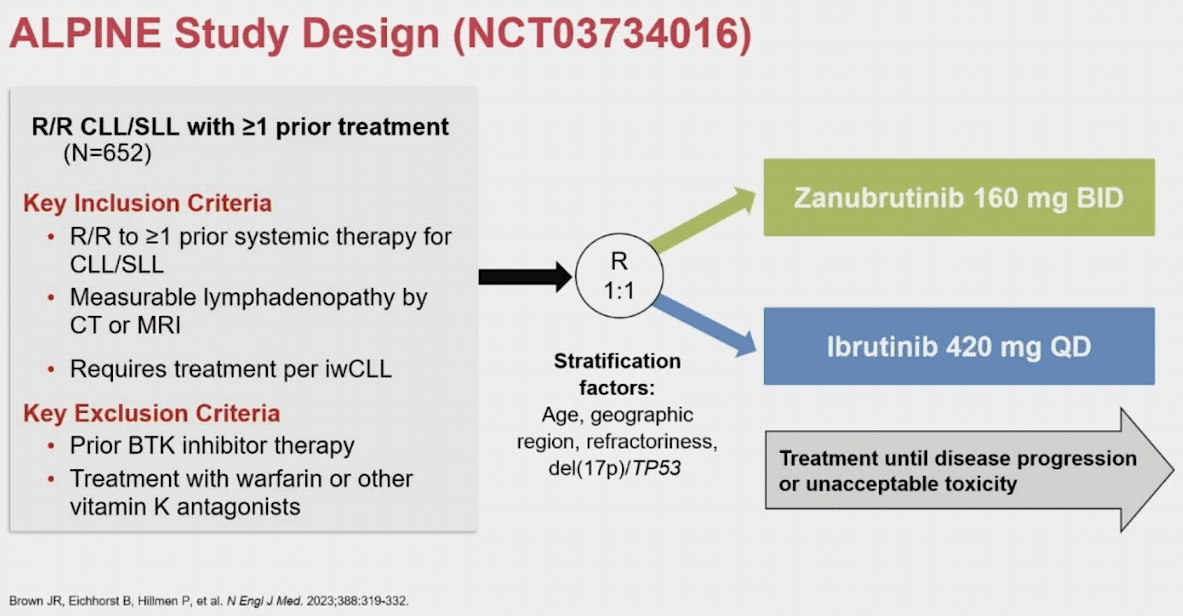 ALPINE Study Design (NCT03734016)
R/R CLL/SLL with ≥1 prior treatment
(N=652)
Key Inclusion Criteria
• R/R to ≥1 prior systemic therapy for
CLL/SLL
• Measurable lymphadenopathy by
CT or MRI
• Requires treatment per iwCLL
Key Exclusion Criteria
• Prior BTK inhibitor therapy
• Treatment with warfarin or other
vitamin K antagonists
R
1:1
Stratification
factors:
Age, geographic
region, refractoriness,
del(17p)/TP53
Zanubrutinib 160 mg BID
Ibrutinib 420 mg QD
Treatment until disease progression
or unacceptable toxicity
Brown JR, Eichhorst B, Hillmen P, et al. N Engl J Med. 2023;388:319-332.